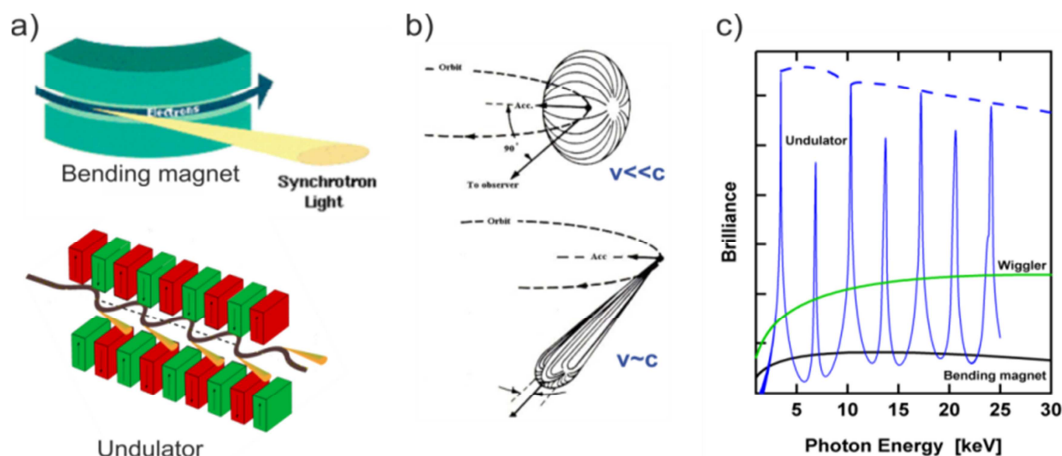 a)
Electrons
Bending magnet
Synchrotron
Light
Undulator
b)
Orbit
Acc.
90°
To observer
v<<c
Orbit
Acc
v~c
c)
Undulator
Wiggler
Bending magnet
Brilliance
5 10 15 20 25 30
Photon Energy [keV]